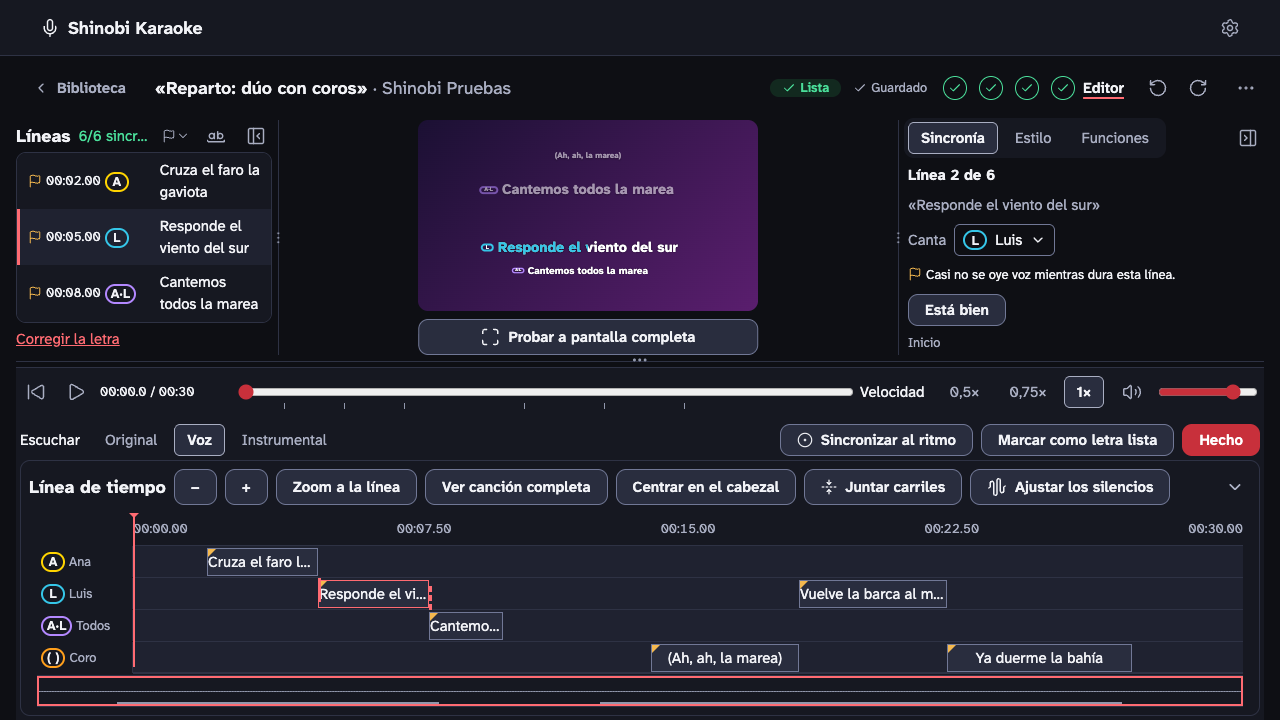 Shinobi Karaoke
Biblioteca
«Reparto: dúo con coros» · Shinobi Pruebas
Lista
Guardado
Editor
Líneas
6/6 sincr...
ab
00:02.00 A Cruza el faro la
gaviota
00:05.00 L Responde el
viento del sur
00:08.00 A·L Cantemos
todos la marea
Corregir la letra
(Ah, ah, la marea)
A·L Cantemos todos la marea
L Responde el viento del sur
A·L Cantemos todos la marea
Probar a pantalla completa
Sincronía
Estilo
Funciones
Línea 2 de 6
«Responde el viento del sur»
Canta
L Luis
Casi no se oye voz mientras dura esta línea.
Está bien
Inicio
00:00.0 / 00:30
Velocidad
0,5×
0,75×
1×
Escuchar
Original
Voz
Instrumental
Sincronizar al ritmo
Marcar como letra lista
Hecho
Línea de tiempo
−
+
Zoom a la línea
Ver canción completa
Centrar en el cabezal
Juntar carriles
Ajustar los silencios
00:00.00
00:07.50
00:15.00
00:22.50
00:30.00
A Ana
Cruza el faro l...
L Luis
Responde el vi...
Vuelve la barca al m...
A·L Todos
Cantemo...
( ) Coro
(Ah, ah, la marea)
Ya duerme la bahía